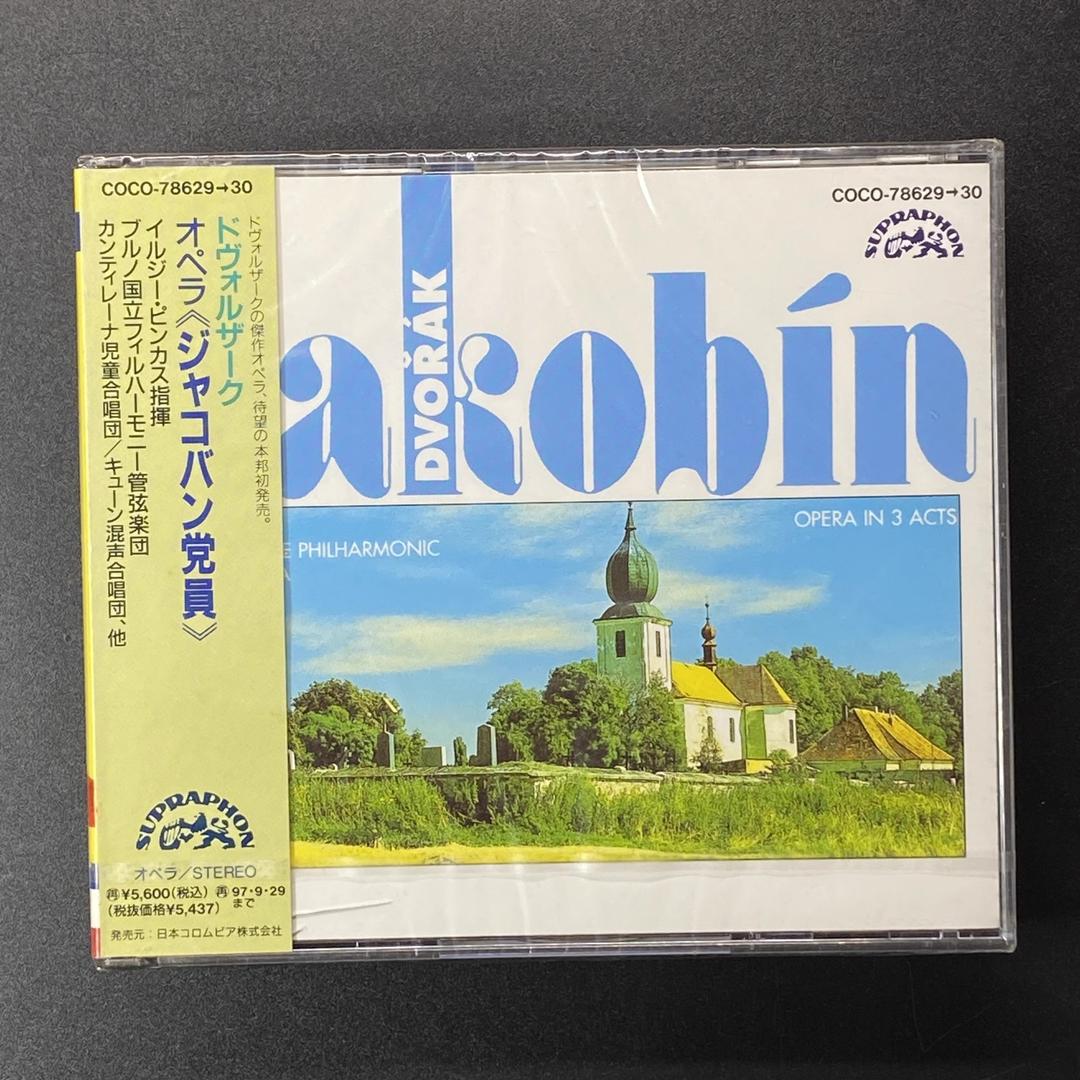 COCO-78629→30
ドヴォルザークの傑作オペラ、待望の本邦初発売。
ドヴォルザーク
オペラ《ジャコバン党員》
イルジー・ピンカス指揮
ブルノ国立フィルハーモニー管弦楽団
カンティレーナ児童合唱団/キューン混声合唱団、他
SUPRAPHON
オペラ/STEREO
再¥5,600(税込) 再97・9・29
(税抜価格¥5,437) まで
発売元:日本コロムビア株式会社
COCO-78629→30
SUPRAPHON
DVOŘÁK
akobín
OPERA IN 3 ACTS
PHILHARMONIC